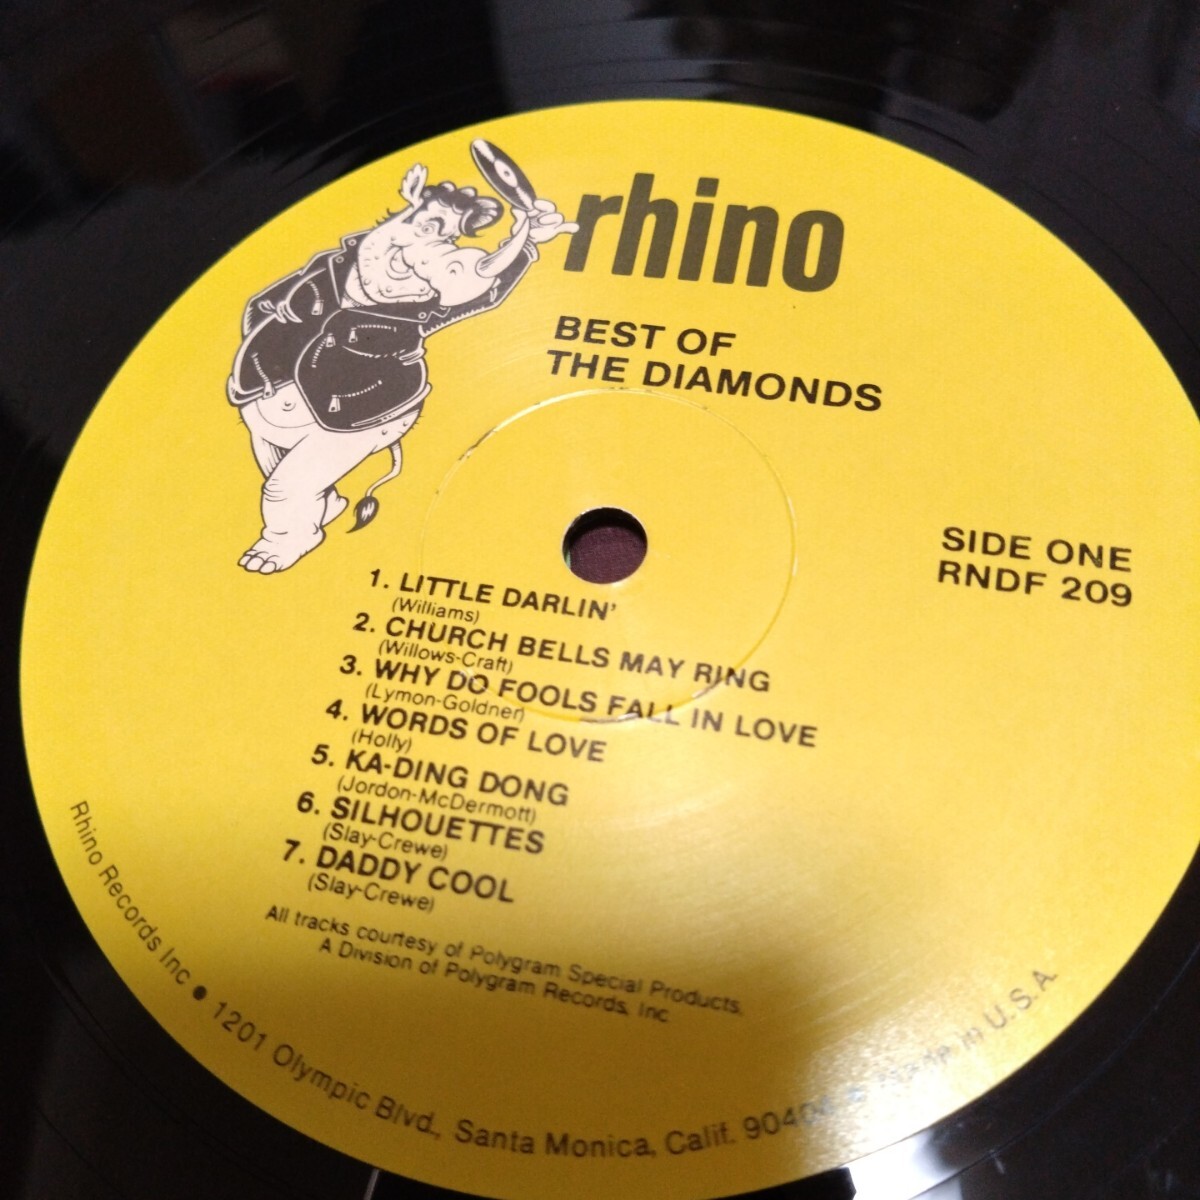 rhino
BEST OF
THE DIAMONDS
SIDE ONE
RNDF 209
1. LITTLE DARLIN'
(Williams)
2. CHURCH BELLS MAY RING
(Willows-Craft)
3. WHY DO FOOLS FALL IN LOVE
(Lymon-Goldner)
4. WORDS OF LOVE
(Holly)
5. KA-DING DONG
(Jordon-McDermott)
6. SILHOUETTES
(Slay-Crewe)
7. DADDY COOL
(Slay-Crewe)
All tracks courtesy of Polygram Special Products,
A Division of Polygram Records, Inc
Rhino Records Inc ● 1201 Olympic Blvd., Santa Monica, Calif. in U.S.A.